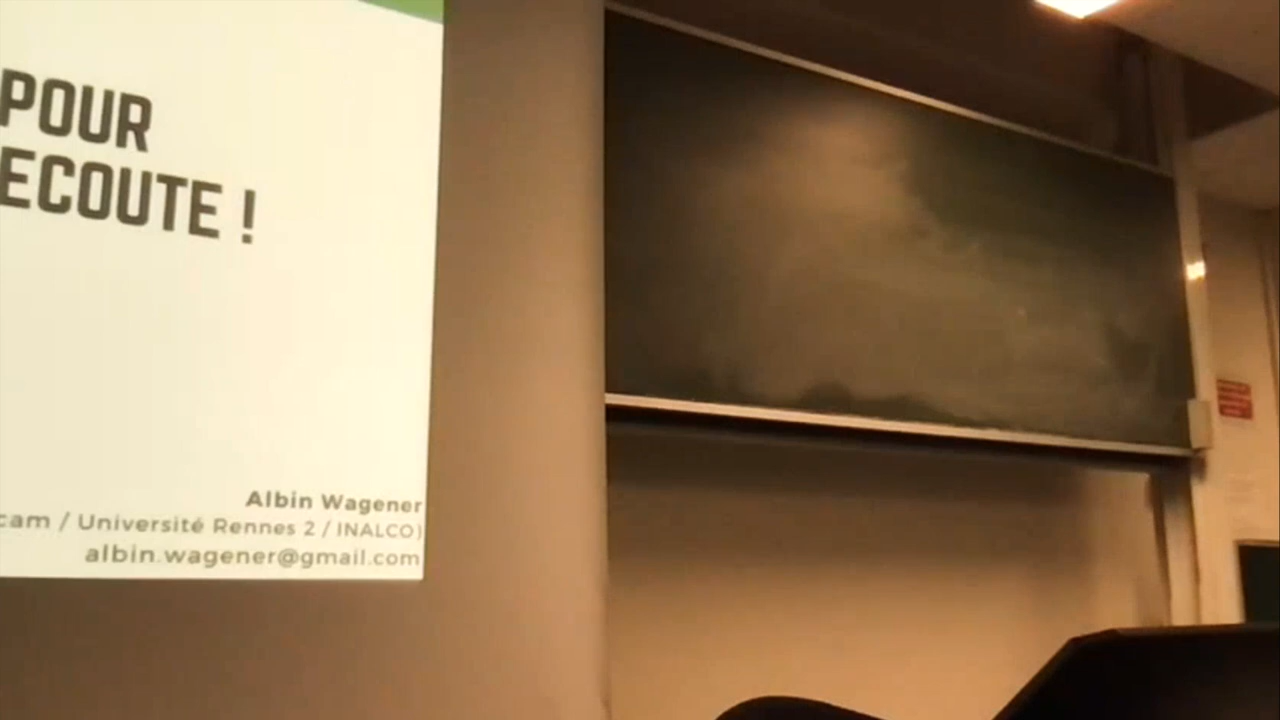 POUR
ECOUTE !
Albin Wagener
cam / Université Rennes 2 / INALCO)
albin.wagener@gmail.com